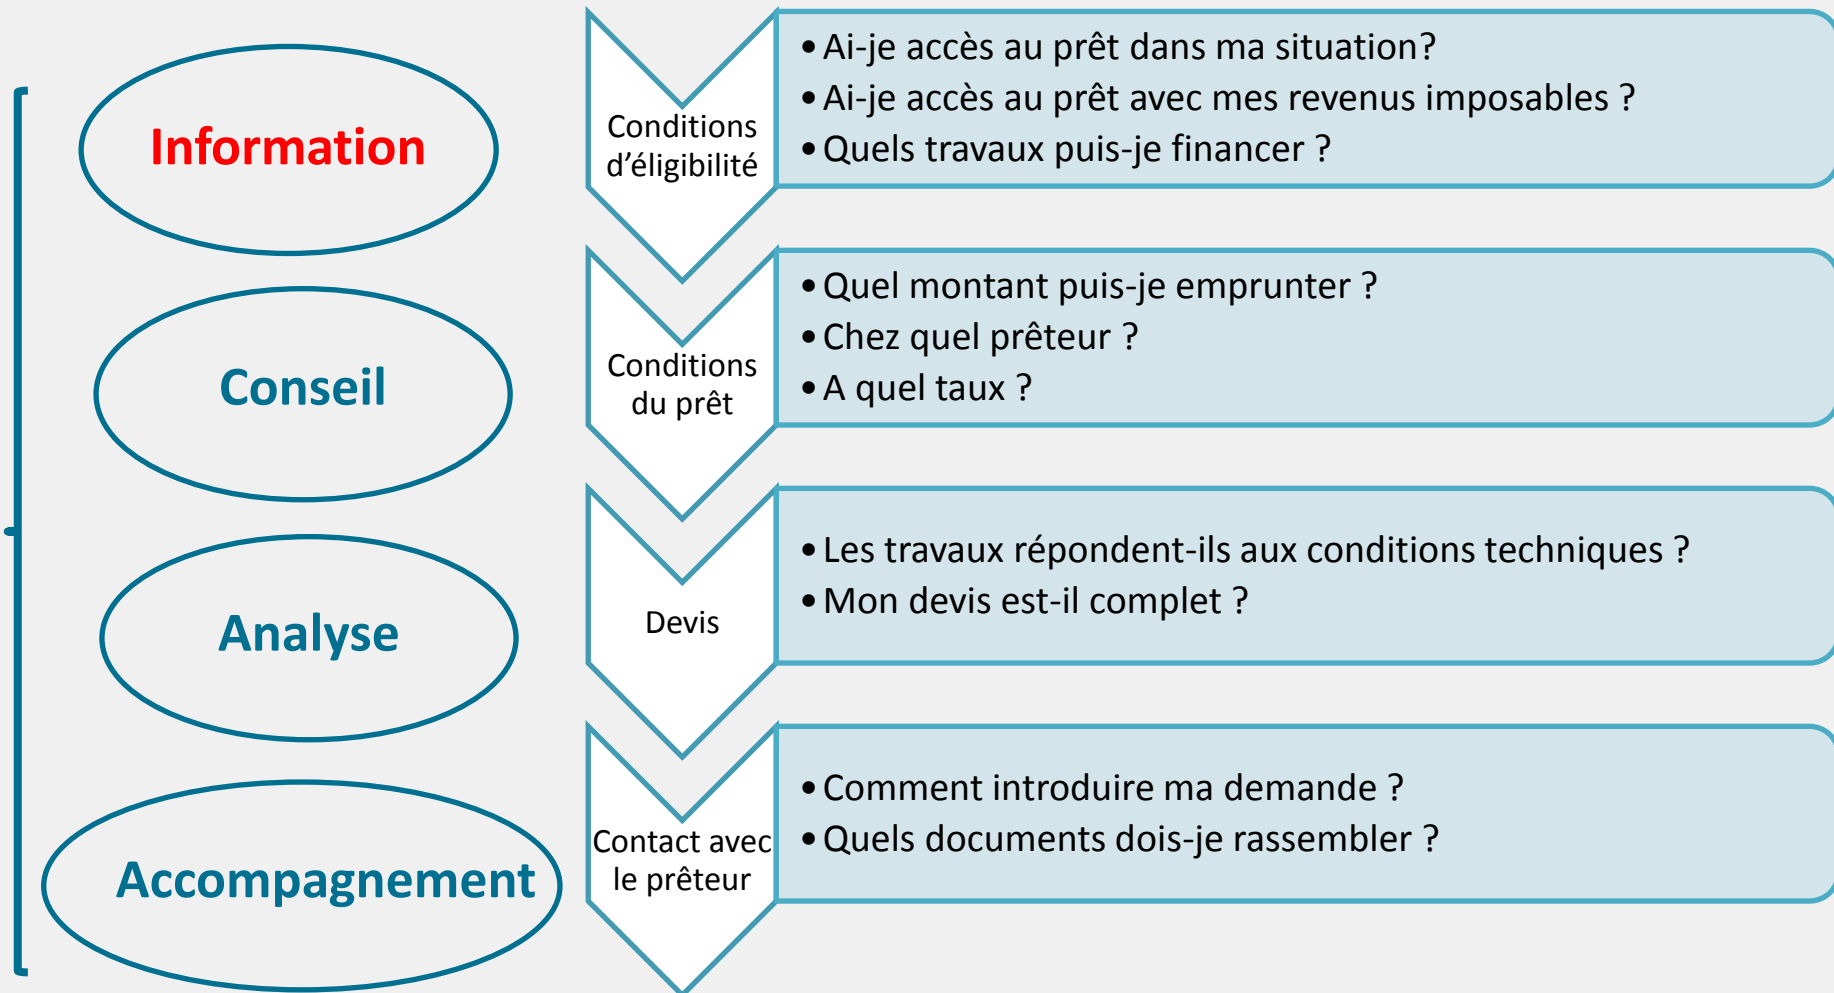 Information
Conditions
d’éligibilité
•Ai-je accès au prêt dans ma situation?
•Ai-je accès au prêt avec mes revenus imposables ?
•Quels travaux puis-je financer ?
Conseil
Conditions
du prêt
•Quel montant puis-je emprunter ?
•Chez quel prêteur ?
•A quel taux ?
Analyse
Devis
•Les travaux répondent-ils aux conditions techniques ?
•Mon devis est-il complet ?
Accompagnement
Contact avec
le prêteur
•Comment introduire ma demande ?
•Quels documents dois-je rassembler ?